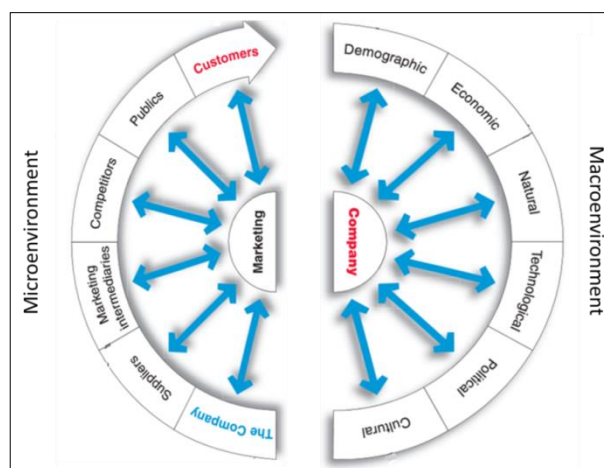 Microenvironment
Customers
Publics
Competitors
Marketing
intermediaries
Suppliers
The Company
Marketing
Company
Demographic
Economic
Natural
Technological
Political
Cultural
Macroenvironment